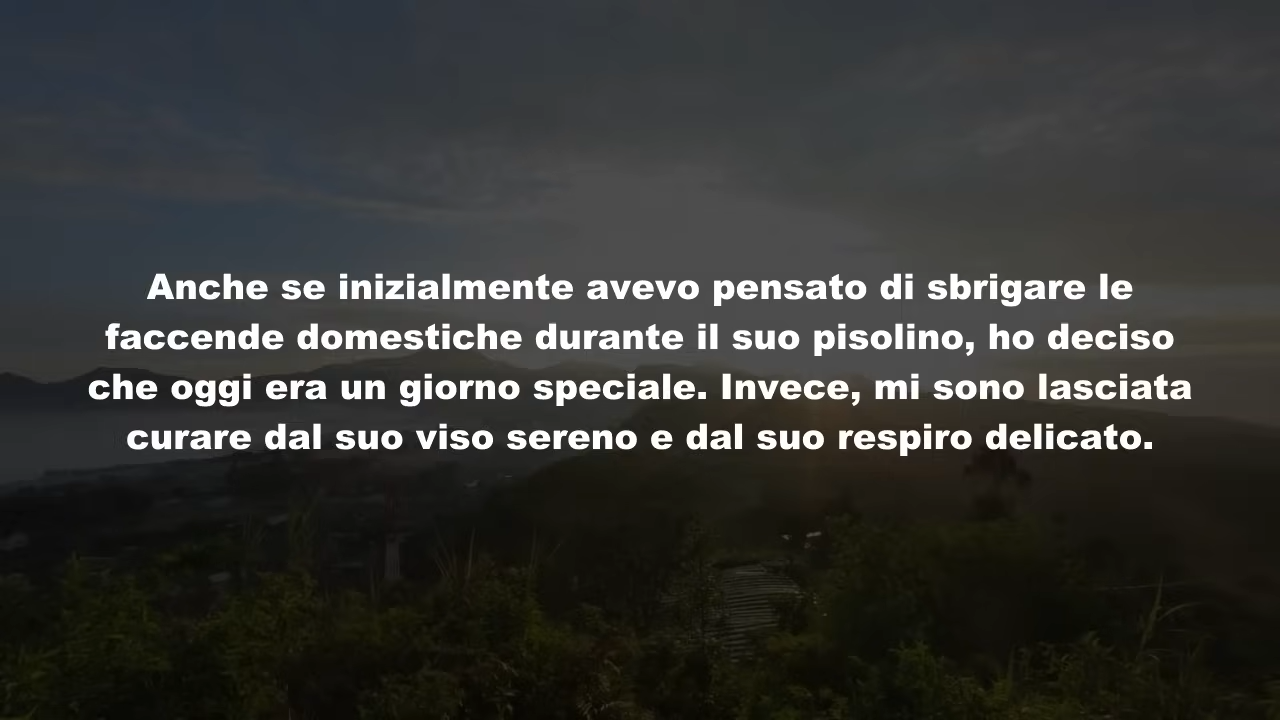 Anche se inizialmente avevo pensato di sbrigare le
faccende domestiche durante il suo pisolino, ho deciso
che oggi era un giorno speciale. Invece, mi sono lasciata
curare dal suo viso sereno e dal suo respiro delicato.